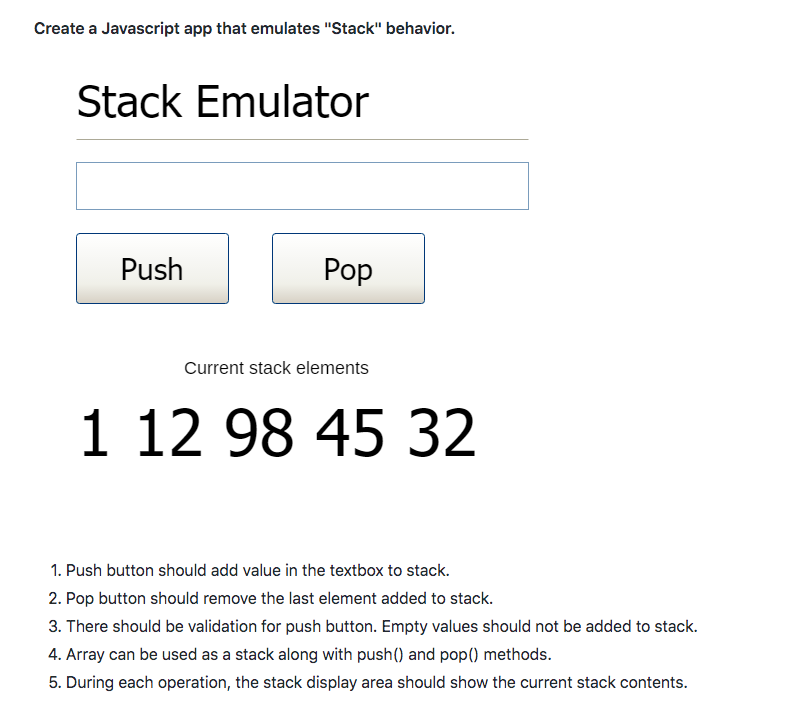 Create a Javascript app that emulates "Stack" behavior.
Stack Emulator
Push Pop
Current stack elements
1 12 98 45 32
1. Push button should add value in the textbox to stack.
2. Pop button should remove the last element added to stack.
3. There should be validation for push button. Empty values should not be added to stack.
4. Array can be used as a stack along with push() and pop() methods.
5. During each operation, the stack display area should show the current stack contents.